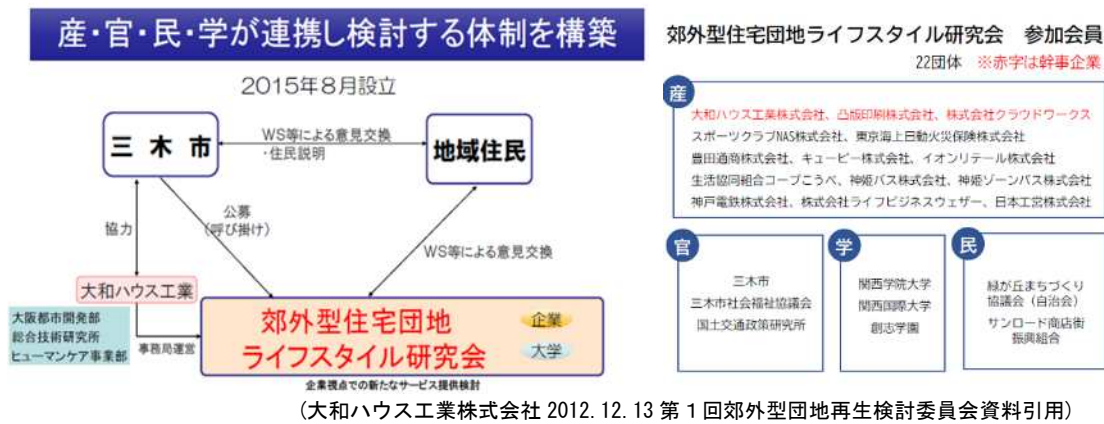 産・官・民・学が連携し検討する体制を構築
2015年8月設立
三木市
WS等による意見交換
・住民説明
地域住民
公募
(呼び掛け)
協力
WS等による意見交換
大和ハウス工業
大阪都市開発部
総合技術研究所
ヒューマンケア事業部
事務局運営
郊外型住宅団地
ライフスタイル研究会
企業
大学
企業視点での新たなサービス提供検討
郊外型住宅団地ライフスタイル研究会 参加会員
22団体 ※赤字は幹事企業
産
大和ハウス工業株式会社、凸版印刷株式会社、株式会社クラウドワークス
スポーツクラブNAS株式会社、東京海上日動火災保険株式会社
豊田通商株式会社、キューピー株式会社、イオンリテール株式会社
生活協同組合コープこうべ、神姫バス株式会社、神姫ゾーンバス株式会社
神戸電鉄株式会社、株式会社ライフビジネスウェザー、日本工営株式会社
官
三木市
三木市社会福祉協議会
国土交通政策研究所
学
関西学院大学
関西国際大学
創志学園
民
緑が丘まちづくり
協議会(自治会)
サンロード商店街
振興組合
(大和ハウス工業株式会社 2012.12.13 第1回郊外型団地再生検討委員会資料引用)